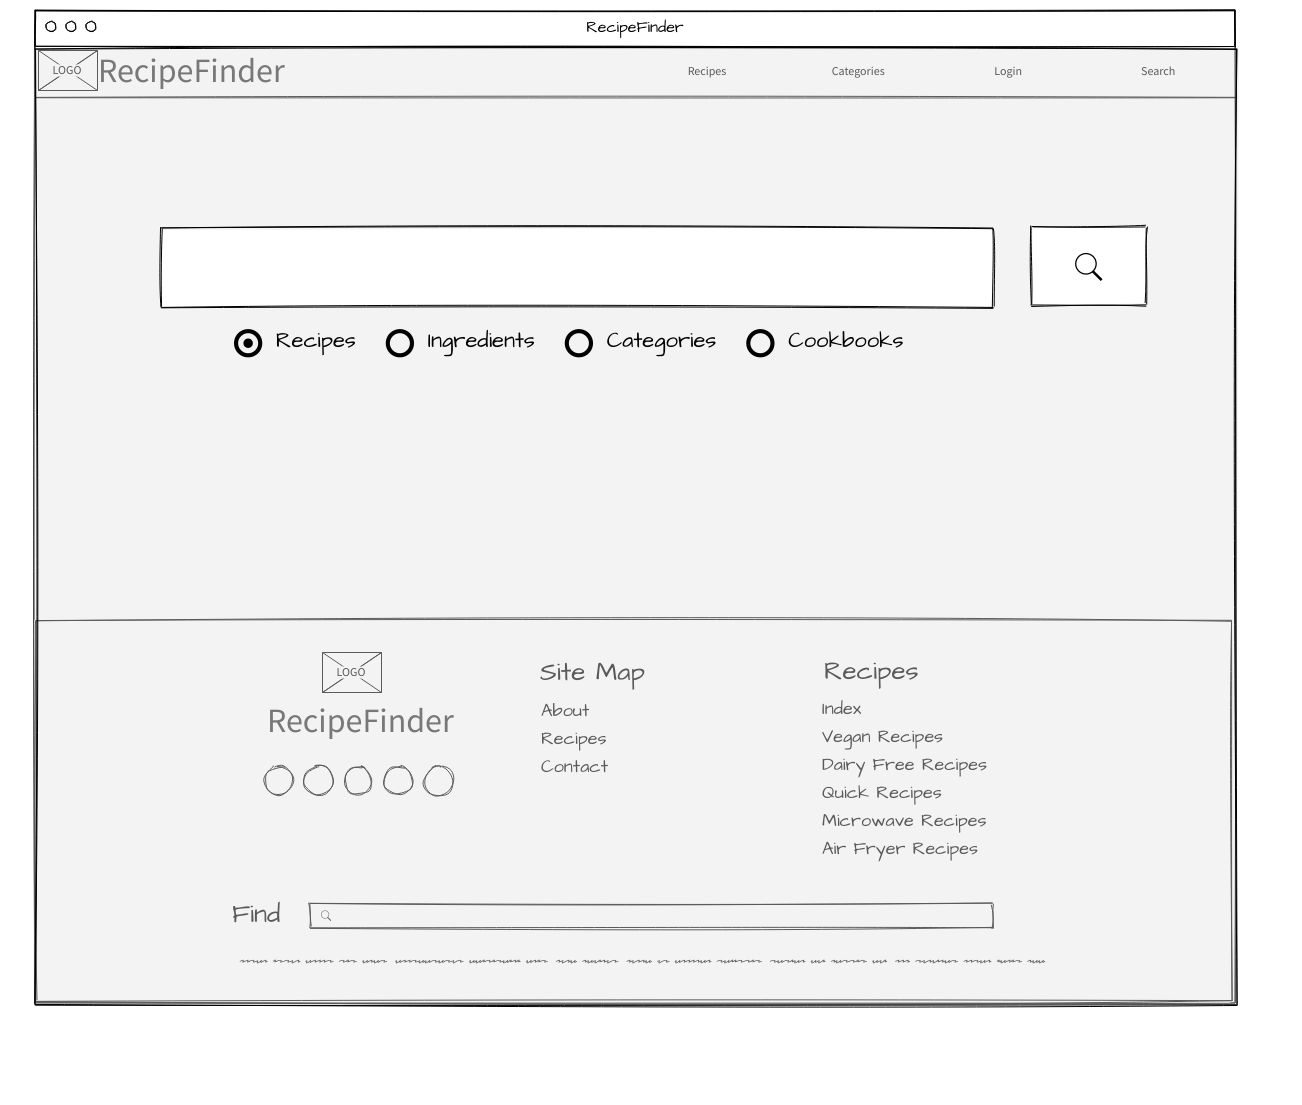 RecipeFinder
LOGO RecipeFinder Recipes Categories Login Search
Recipes Ingredients Categories Cookbooks
LOGO
RecipeFinder
Site Map
About
Recipes
Contact
Recipes
Index
Vegan Recipes
Dairy Free Recipes
Quick Recipes
Microwave Recipes
Air Fryer Recipes
Find